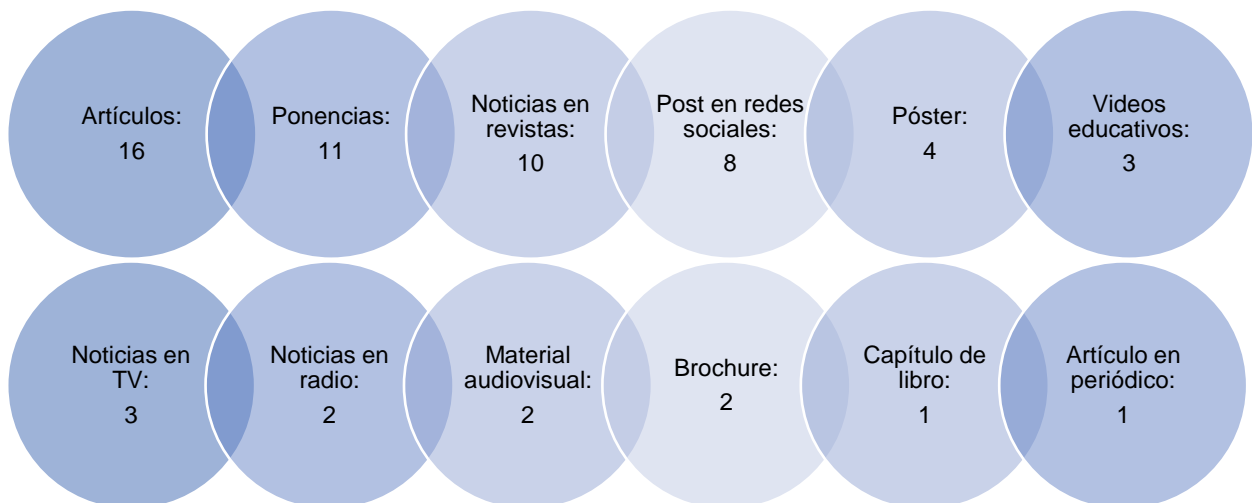 Artículos:
16
Ponencias:
11
Noticias en
revistas:
10
Post en redes
sociales:
8
Póster:
4
Videos
educativos:
3
Noticias en
TV:
3
Noticias en
radio:
2
Material
audiovisual:
2
Brochure:
2
Capítulo de
libro:
1
Artículo en
periódico:
1